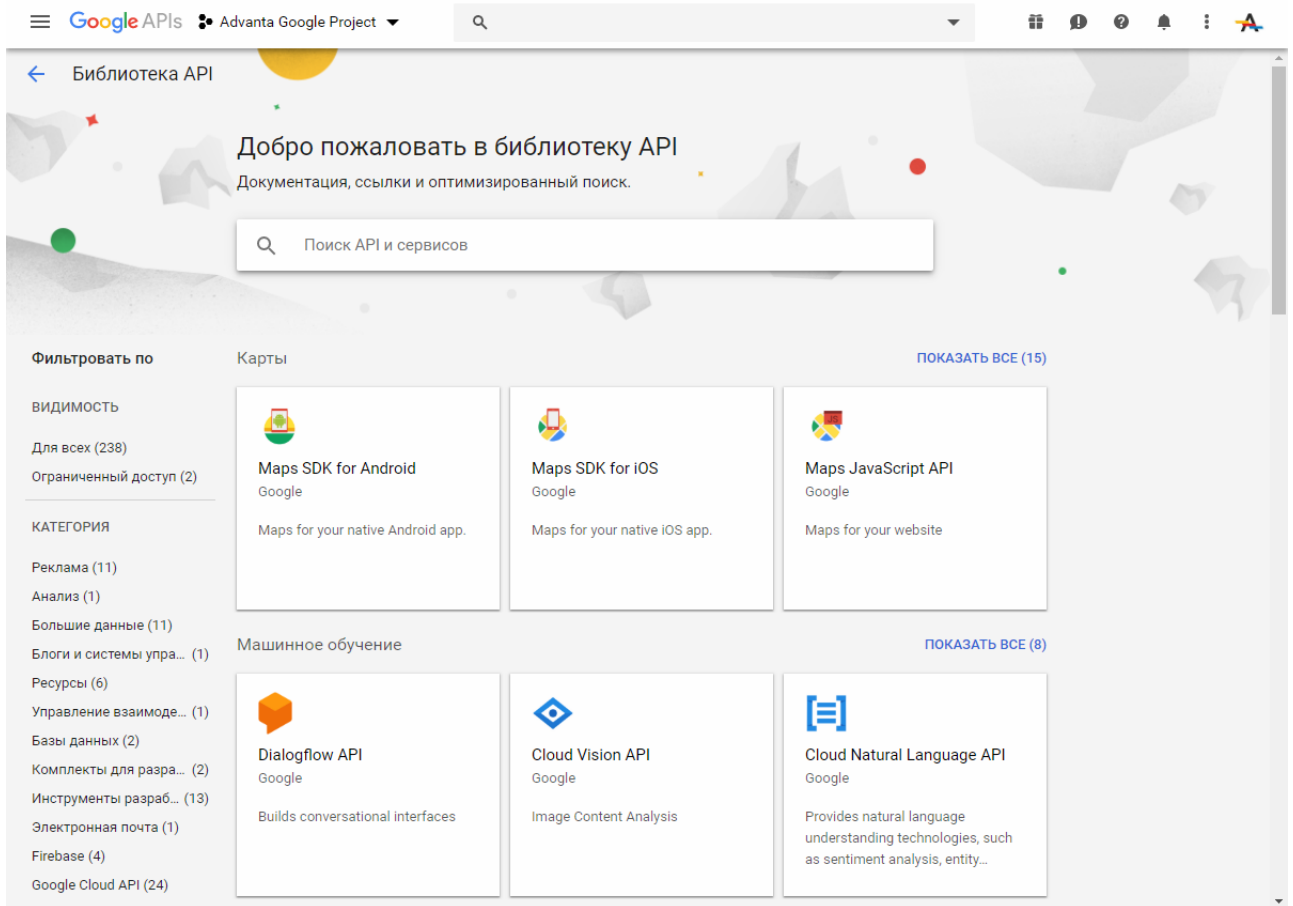 Google APIs
Advanta Google Project
Библиотека API
Добро пожаловать в библиотеку API
Документация, ссылки и оптимизированный поиск.
Поиск API и сервисов
Фильтровать по
ВИДИМОСТЬ
Для всех (238)
Ограниченный доступ (2)
КАТЕГОРИЯ
Реклама (11)
Анализ (1)
Большие данные (11)
Блоги и системы упра... (1)
Ресурсы (6)
Управление взаимоде... (1)
Базы данных (2)
Комплекты для разра... (2)
Инструменты разраб... (13)
Электронная почта (1)
Firebase (4)
Google Cloud API (24)
Карты
ПОКАЗАТЬ ВСЕ (15)
Maps SDK for Android
Google
Maps for your native Android app.
Maps SDK for iOS
Google
Maps for your native iOS app.
JS
Maps JavaScript API
Google
Maps for your website
Машинное обучение
ПОКАЗАТЬ ВСЕ (8)
Dialogflow API
Google
Builds conversational interfaces
Cloud Vision API
Google
Image Content Analysis
Cloud Natural Language API
Google
Provides natural language
understanding technologies, such
as sentiment analysis, entity...